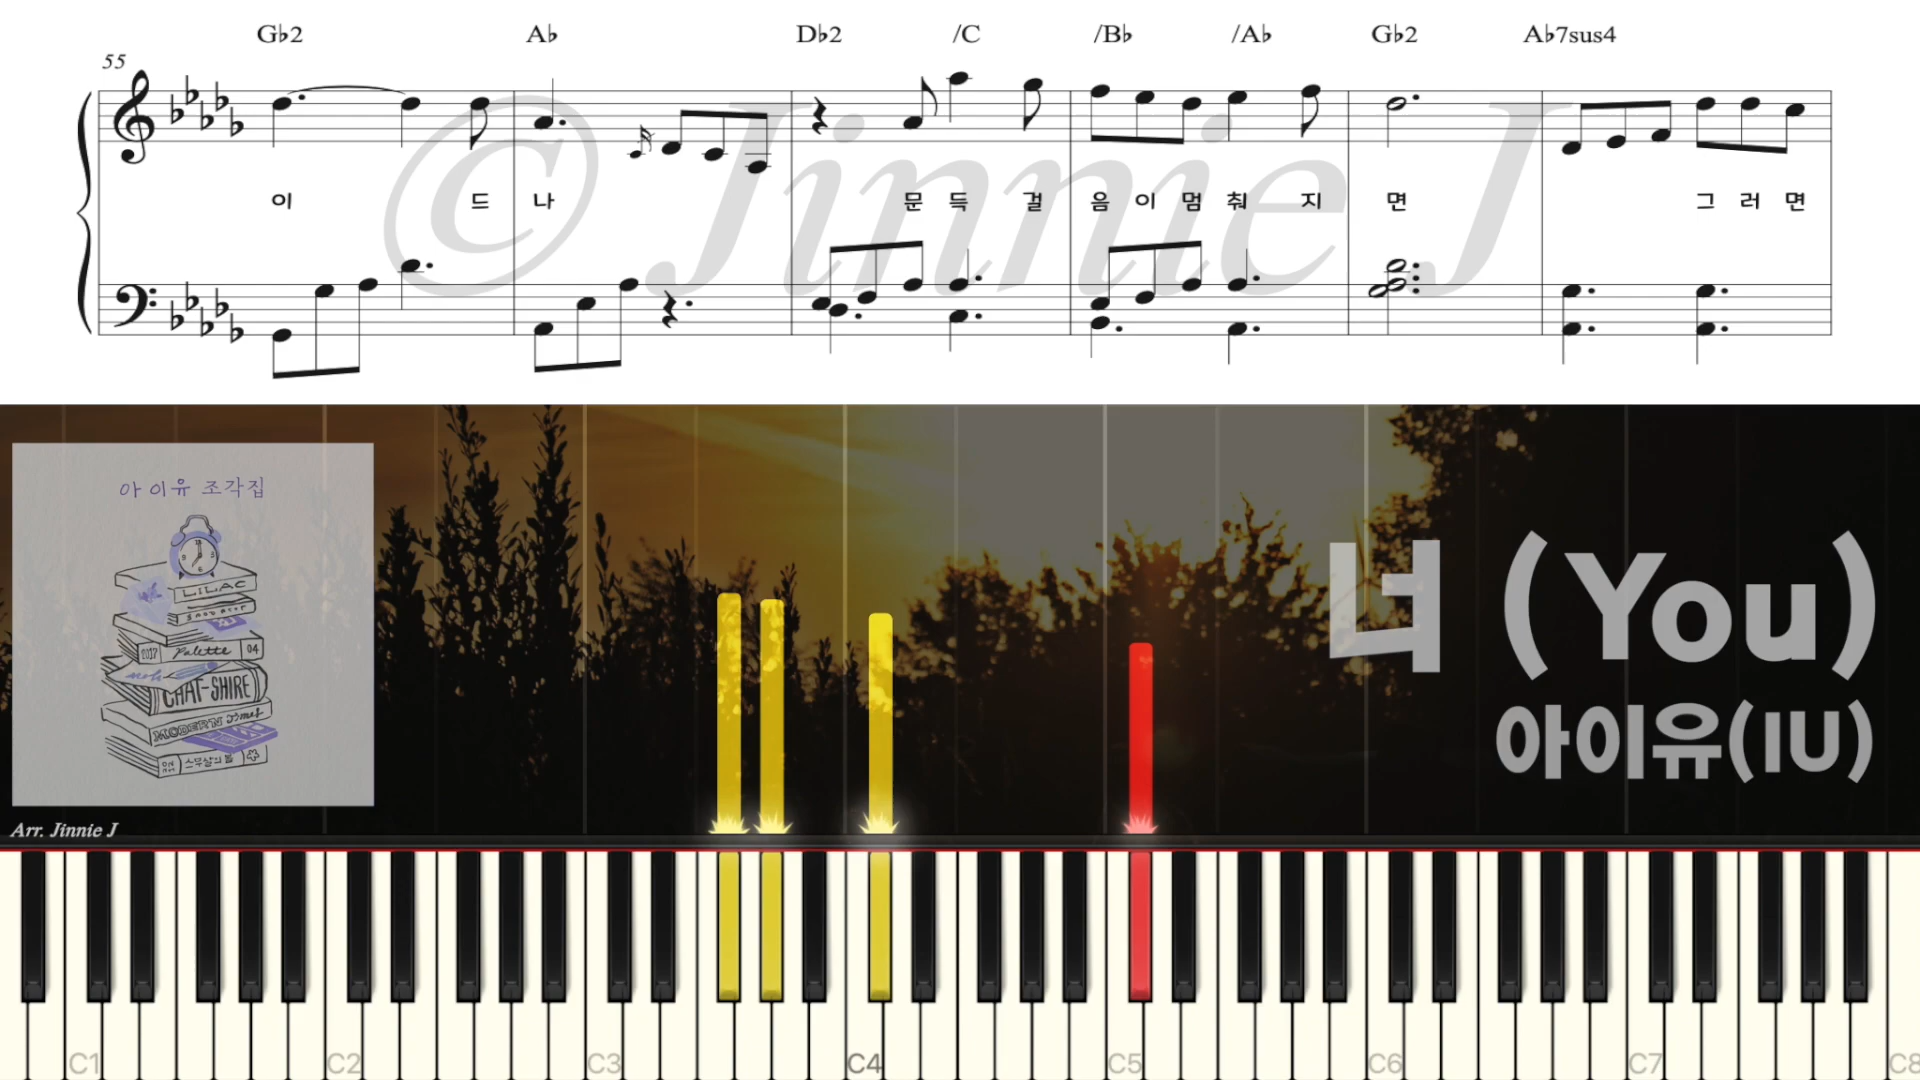 G♭2 A♭ D♭2 /C /B♭ /A♭ G♭2 A♭7sus4
55
이 드 나 문 득 걸 음 이 멈 춰 지 면 그 러 면
© Jinnie J
아이유 조각집
LILAC
2017 Palette 04
CHAT-SHIRE
MODERN times
스무살의 봄
너 (You)
아이유(IU)
Arr. Jinnie J
C1 C2 C3 C4 C5 C6 C7 C8